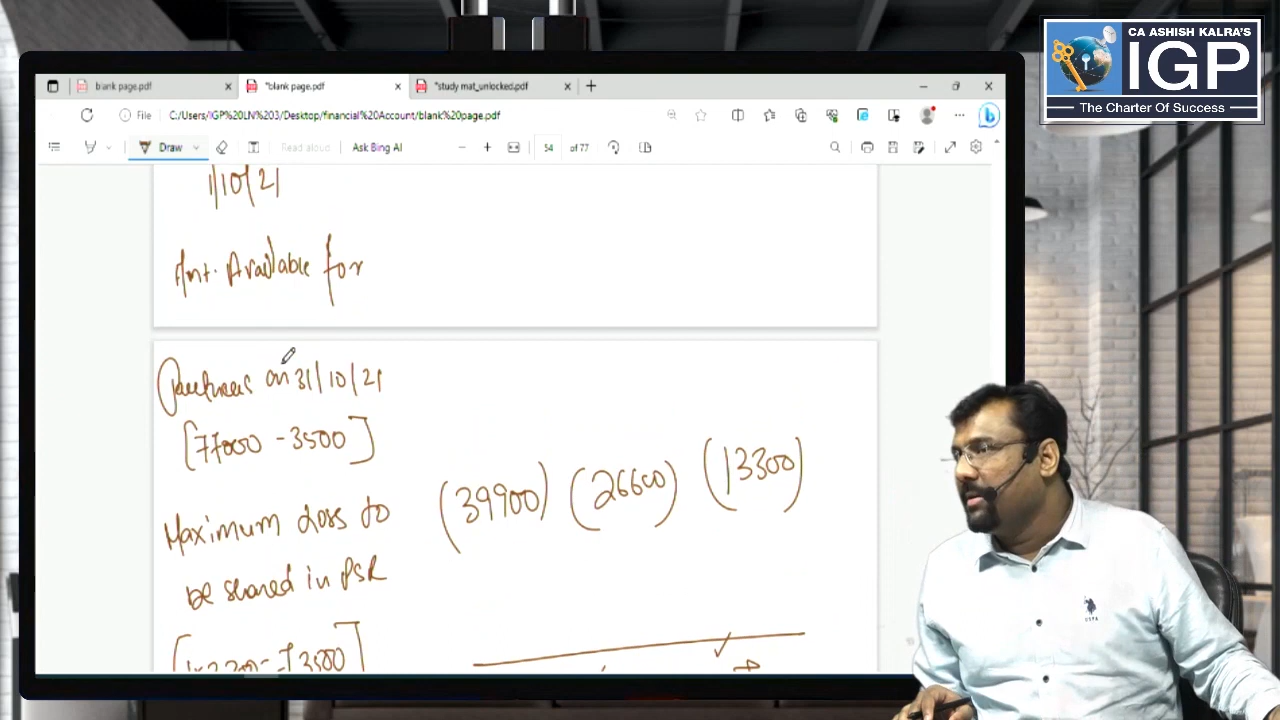 CA ASHISH KALRA'S
IGP
The Charter Of Success
blank page.pdf
*blank page.pdf
*study mat_unlocked.pdf
File
C:/Users/IGP%20LN%203/Desktop/financial%20Account/blank%20page.pdf
Draw
Read aloud
Ask Bing AI
54
of 77
1/10/21
Amt. Available for
Partners on 31/10/21
[77000 - 3500]
(39900) (26600) (13300)
Maximum Loss to
be shared in PSR